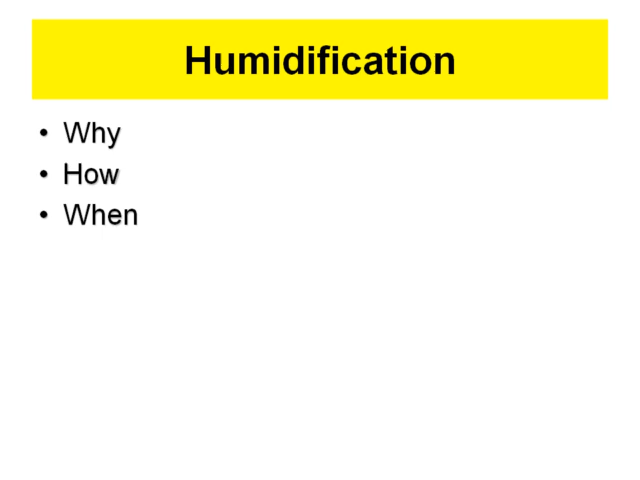 Humidification
• Why
• How
• When